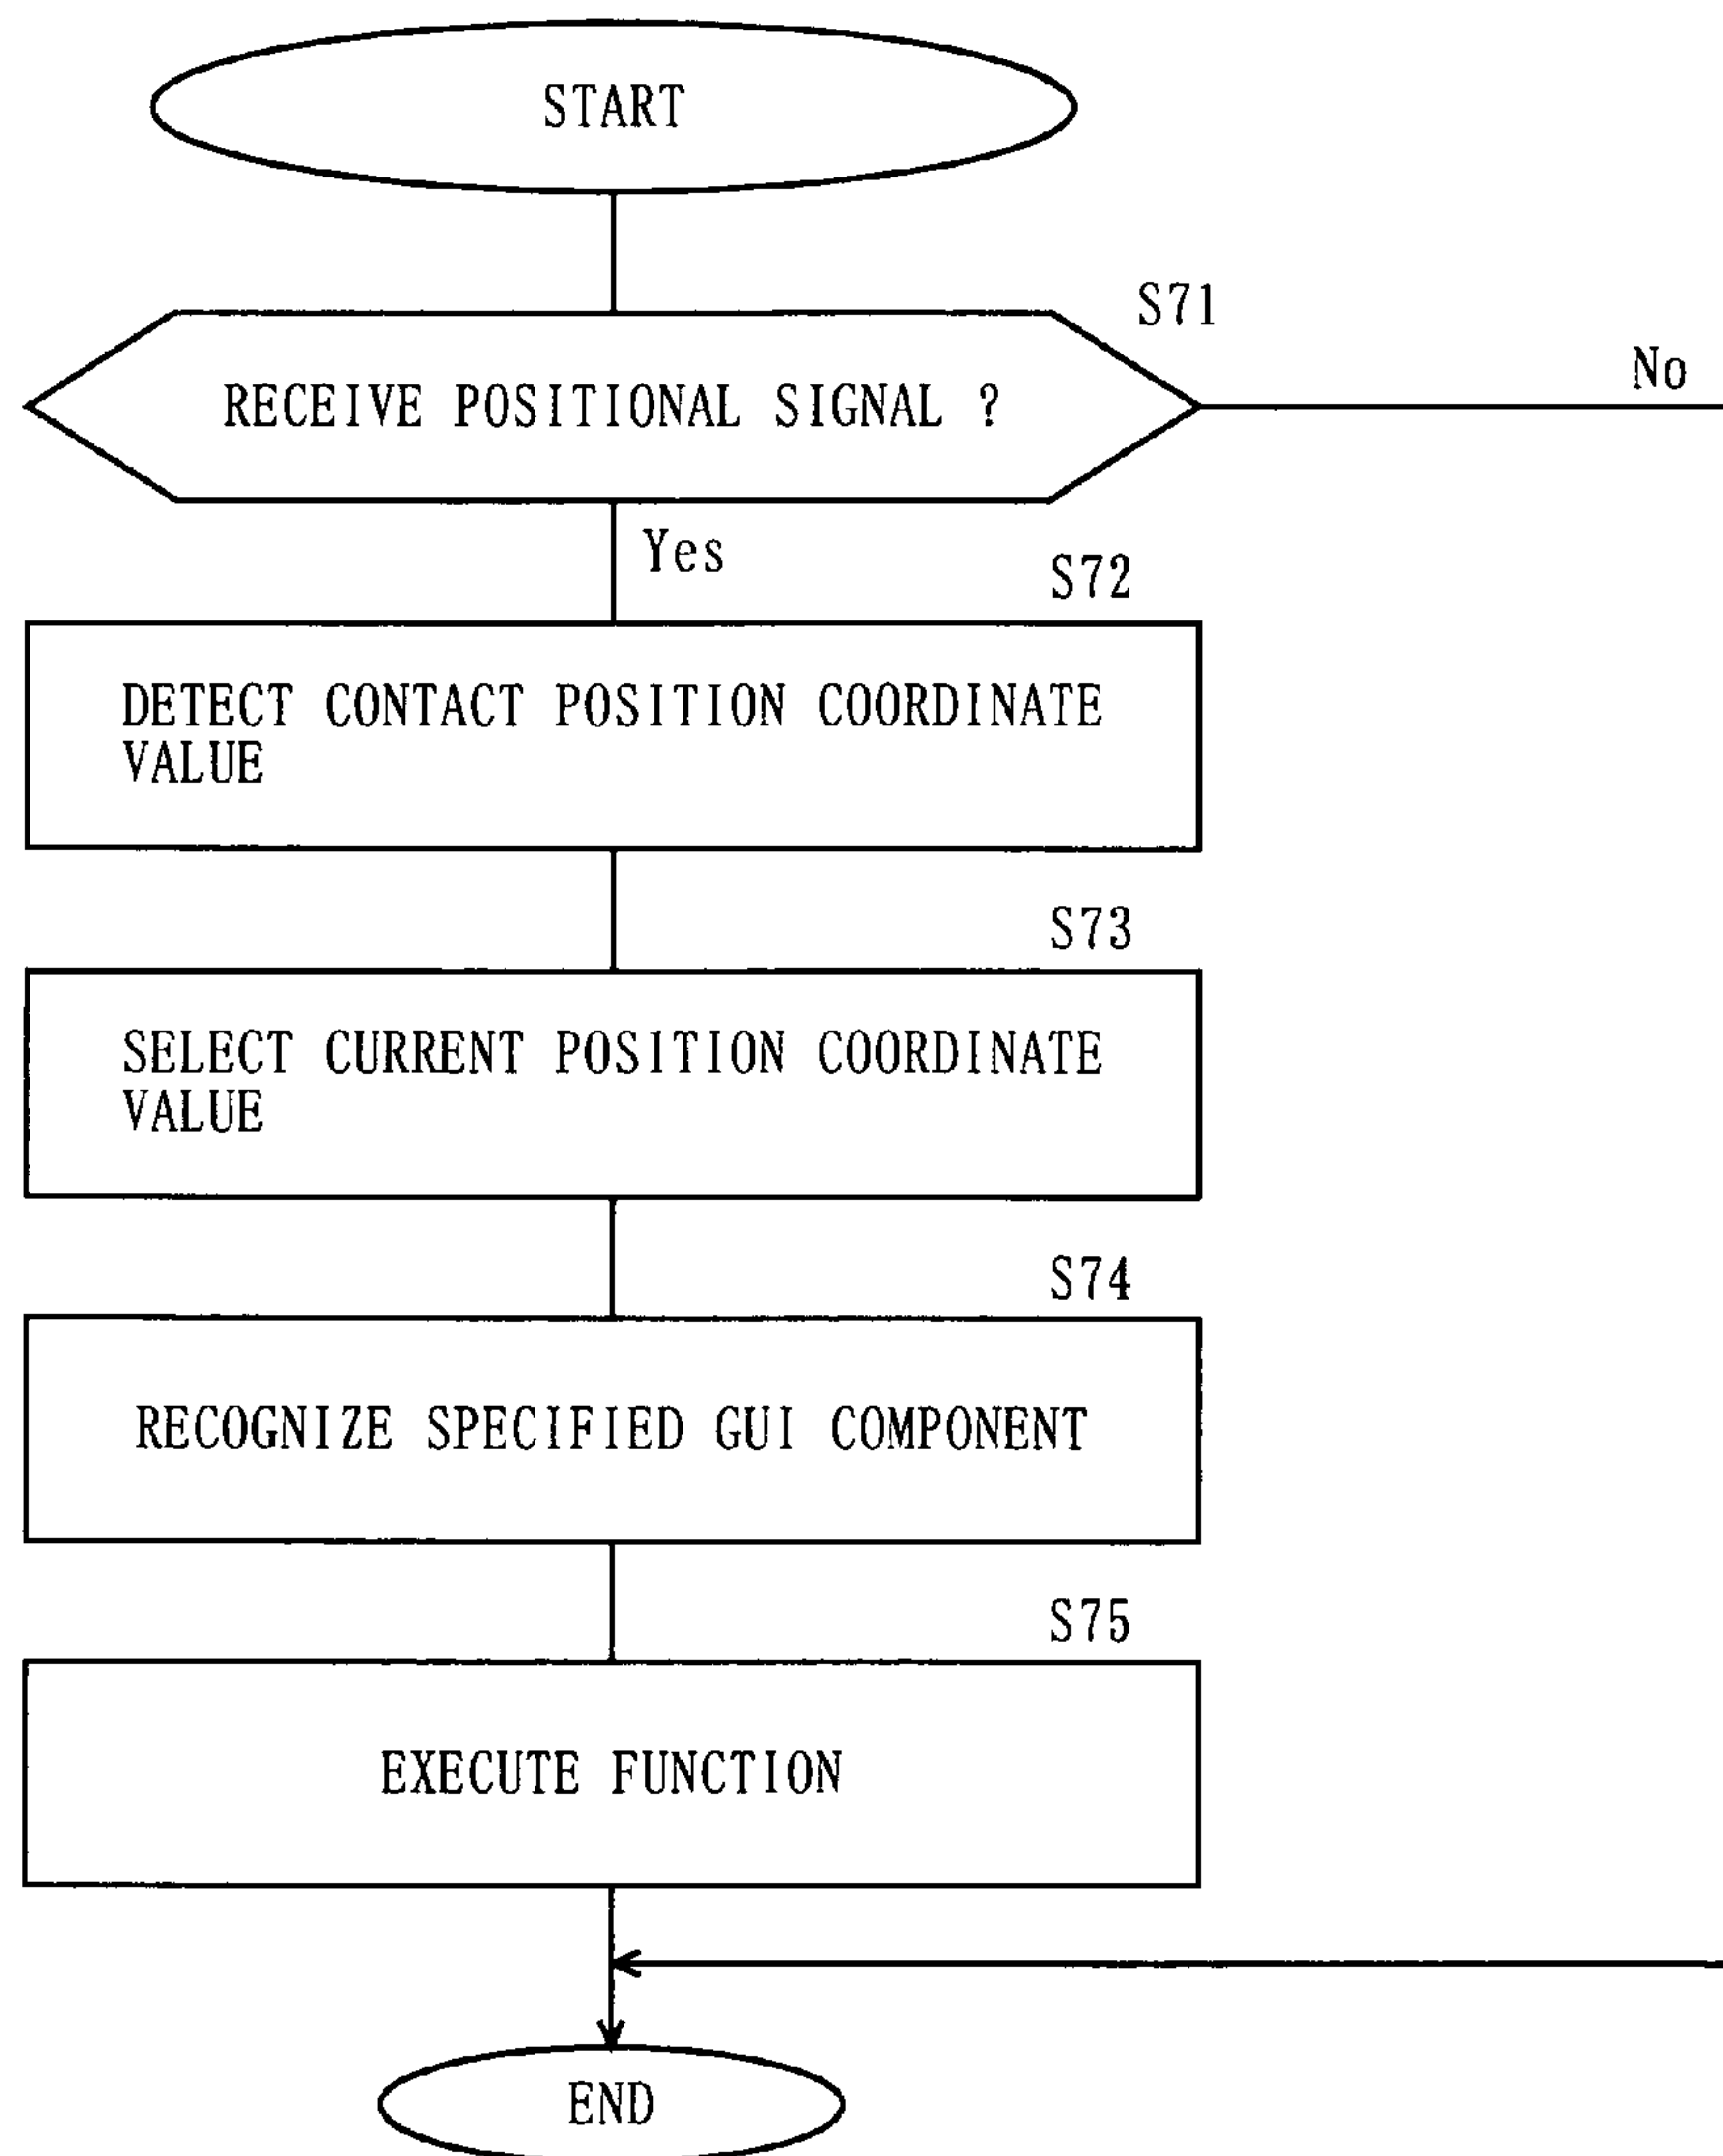 START
S71
RECEIVE POSITIONAL SIGNAL ?
No
Yes
S72
DETECT CONTACT POSITION COORDINATE
VALUE
S73
SELECT CURRENT POSITION COORDINATE
VALUE
S74
RECOGNIZE SPECIFIED GUI COMPONENT
S75
EXECUTE FUNCTION
END